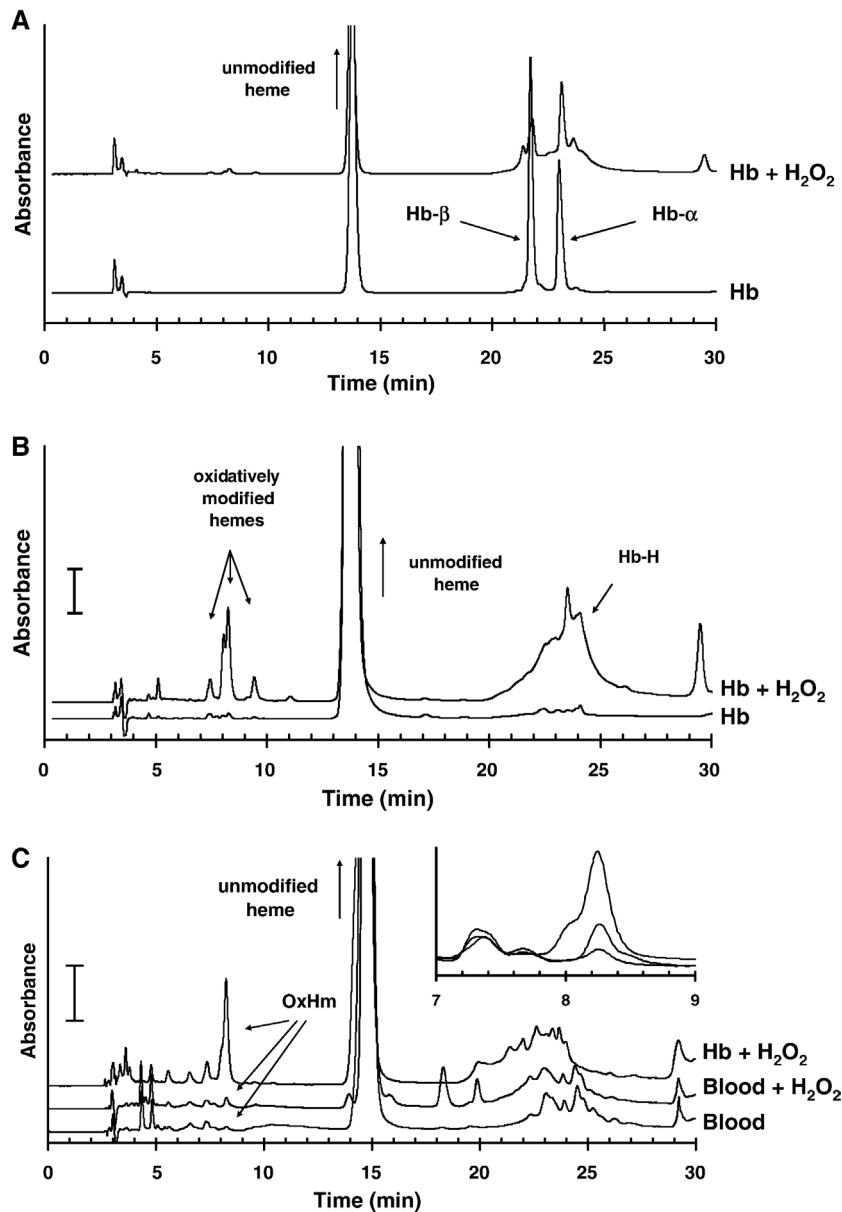 A
Absorbance
unmodified
heme
Hb-β
Hb-α
Hb + H₂O₂
Hb
0 5 10 15 20 25 30
Time (min)
B
Absorbance
oxidatively
modified
hemes
unmodified
heme
Hb-H
Hb + H₂O₂
Hb
0 5 10 15 20 25 30
Time (min)
C
Absorbance
unmodified
heme
OxHm
7 8 9
Hb + H₂O₂
Blood + H₂O₂
Blood
0 5 10 15 20 25 30
Time (min)